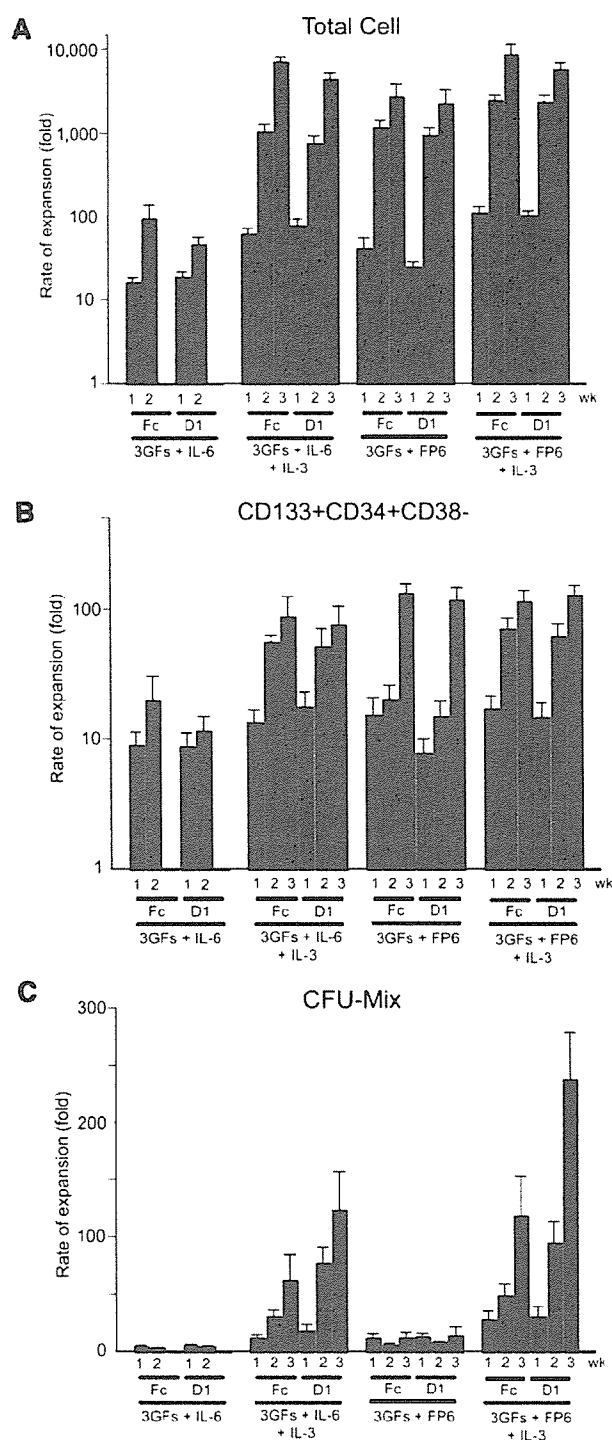 A
Total Cell
Rate of expansion (fold)
10,000
1,000
100
10
1
1 2 1 2 1 2 3 1 2 3 1 2 3 1 2 3 1 2 3 1 2 3 wk
Fc D1 Fc D1 Fc D1 Fc D1
3GFs + IL-6 3GFs + IL-6 3GFs + FP6 3GFs + FP6
+ IL-3 + IL-3
B
CD133+CD34+CD38-
Rate of expansion (fold)
100
10
1
1 2 1 2 1 2 3 1 2 3 1 2 3 1 2 3 1 2 3 1 2 3 wk
Fc D1 Fc D1 Fc D1 Fc D1
3GFs + IL-6 3GFs + IL-6 3GFs + FP6 3GFs + FP6
+ IL-3 + IL-3
C
CFU-Mix
Rate of expansion (fold)
300
200
100
0
1 2 1 2 1 2 3 1 2 3 1 2 3 1 2 3 1 2 3 1 2 3 wk
Fc D1 Fc D1 Fc D1 Fc D1
3GFs + IL-6 3GFs + IL-6 3GFs + FP6 3GFs + FP6
+ IL-3 + IL-3